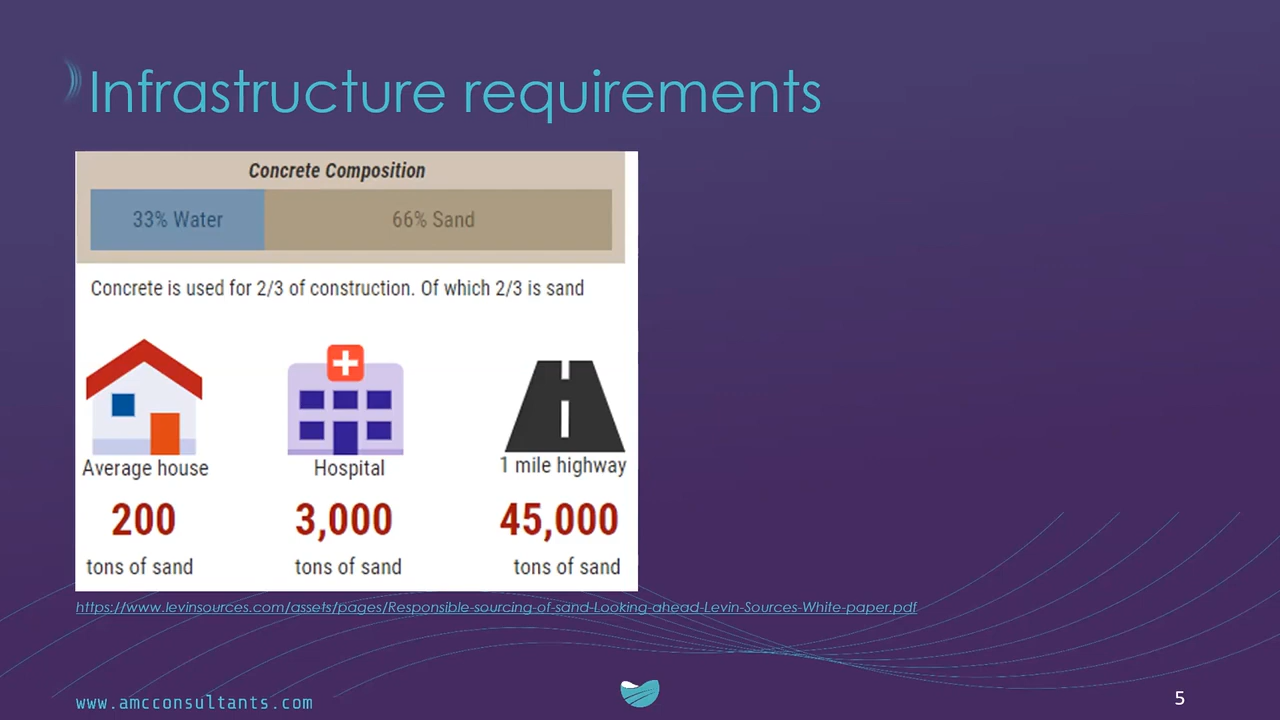 Infrastructure requirements
Concrete Composition
33% Water
66% Sand
Concrete is used for 2/3 of construction. Of which 2/3 is sand
Average house
Hospital
1 mile highway
200
3,000
45,000
tons of sand
tons of sand
tons of sand
https://www.levinsources.com/assets/pages/Responsible-sourcing-of-sand-Looking-ahead-Levin-Sources-White-paper.pdf
www.amcconsultants.com
5